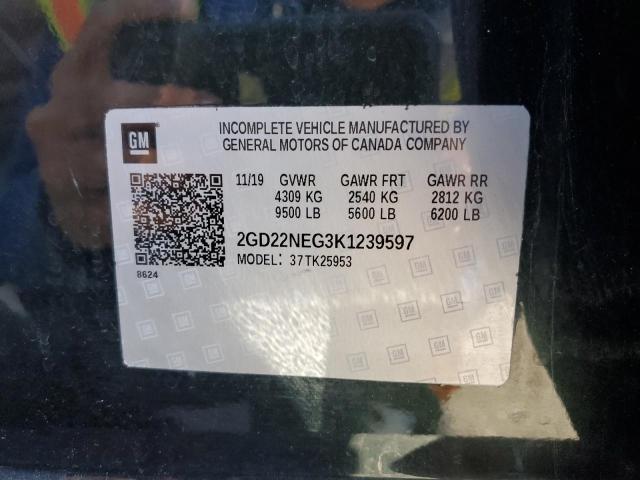 GM
INCOMPLETE VEHICLE MANUFACTURED BY
GENERAL MOTORS OF CANADA COMPANY
11/19 GVWR GAWR FRT GAWR RR
4309 KG 2540 KG 2812 KG
9500 LB 5600 LB 6200 LB
2GD22NEG3K1239597
MODEL: 37TK25953
8624